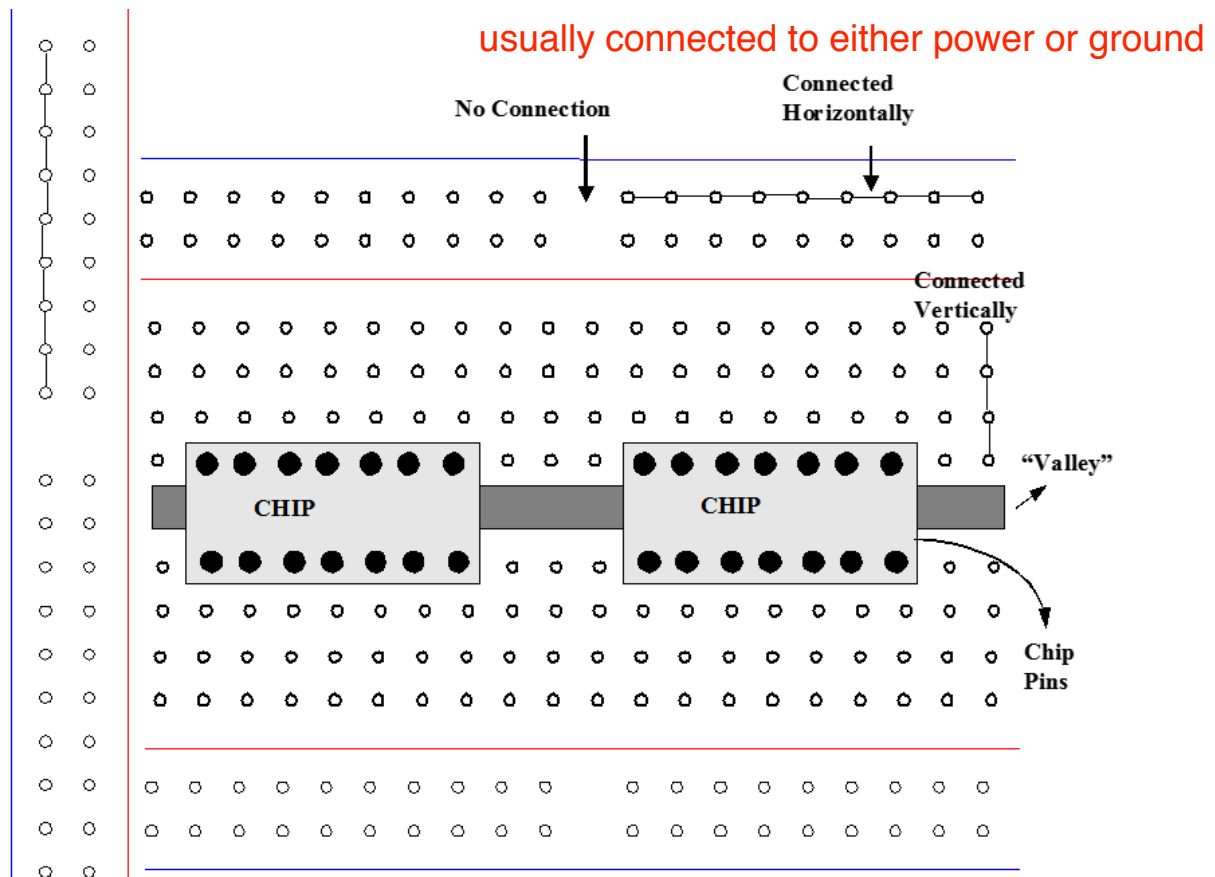 usually connected to either power or ground
Connected
Horizontally
No Connection
Connected
Vertically
“Valley”
CHIP
CHIP
Chip
Pins